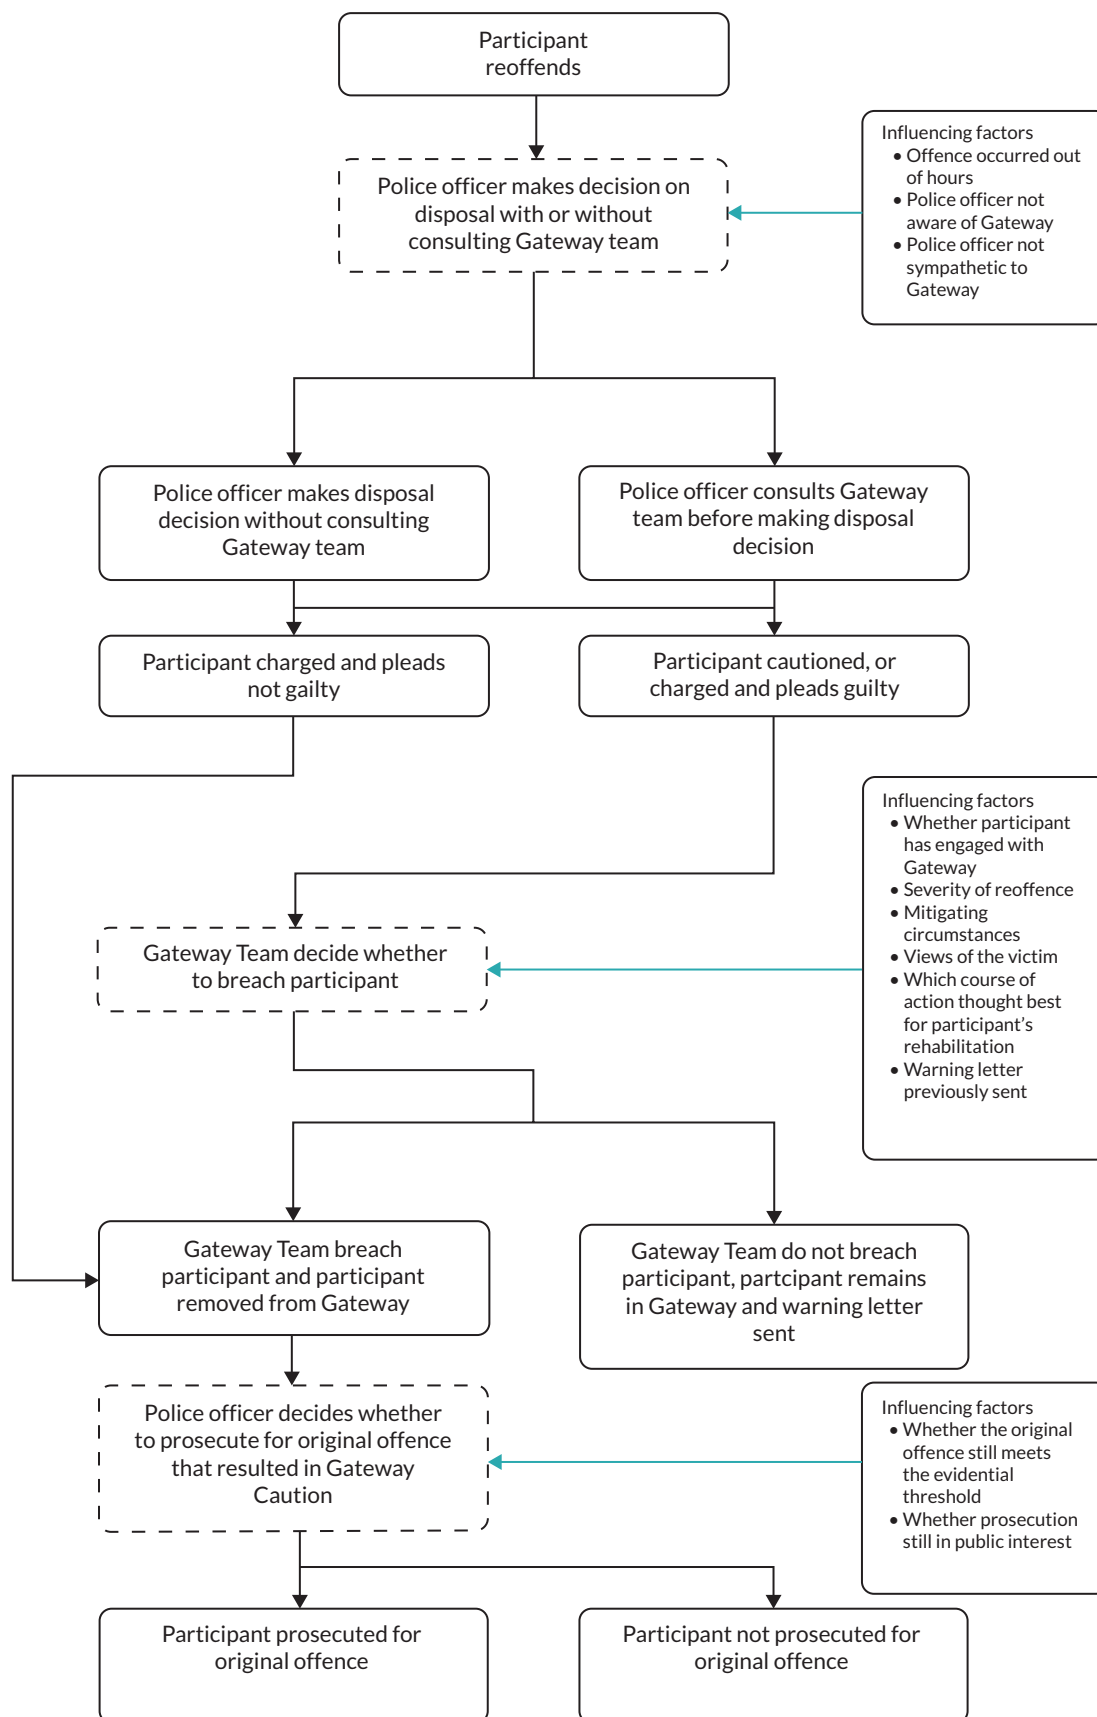 Participant
reoffends
Police officer makes decision on
disposal with or without
consulting Gateway team
Influencing factors
• Offence occurred out
of hours
• Police officer not
aware of Gateway
• Police officer not
sympathetic to
Gateway
Police officer makes disposal
decision without consulting
Gateway team
Police officer consults Gateway
team before making disposal
decision
Participant charged and pleads
not gailty
Participant cautioned, or
charged and pleads guilty
Influencing factors
• Whether participant
has engaged with
Gateway
• Severity of reoffence
• Mitigating
circumstances
• Views of the victim
• Which course of
action thought best
for participant’s
rehabilitation
• Warning letter
previously sent
Gateway Team decide whether
to breach participant
Gateway Team breach
participant and participant
removed from Gateway
Gateway Team do not breach
participant, partcipant remains
in Gateway and warning letter
sent
Police officer decides whether
to prosecute for original offence
that resulted in Gateway
Caution
Influencing factors
• Whether the original
offence still meets
the evidential
threshold
• Whether prosecution
still in public interest
Participant prosecuted for
original offence
Participant not prosecuted for
original offence